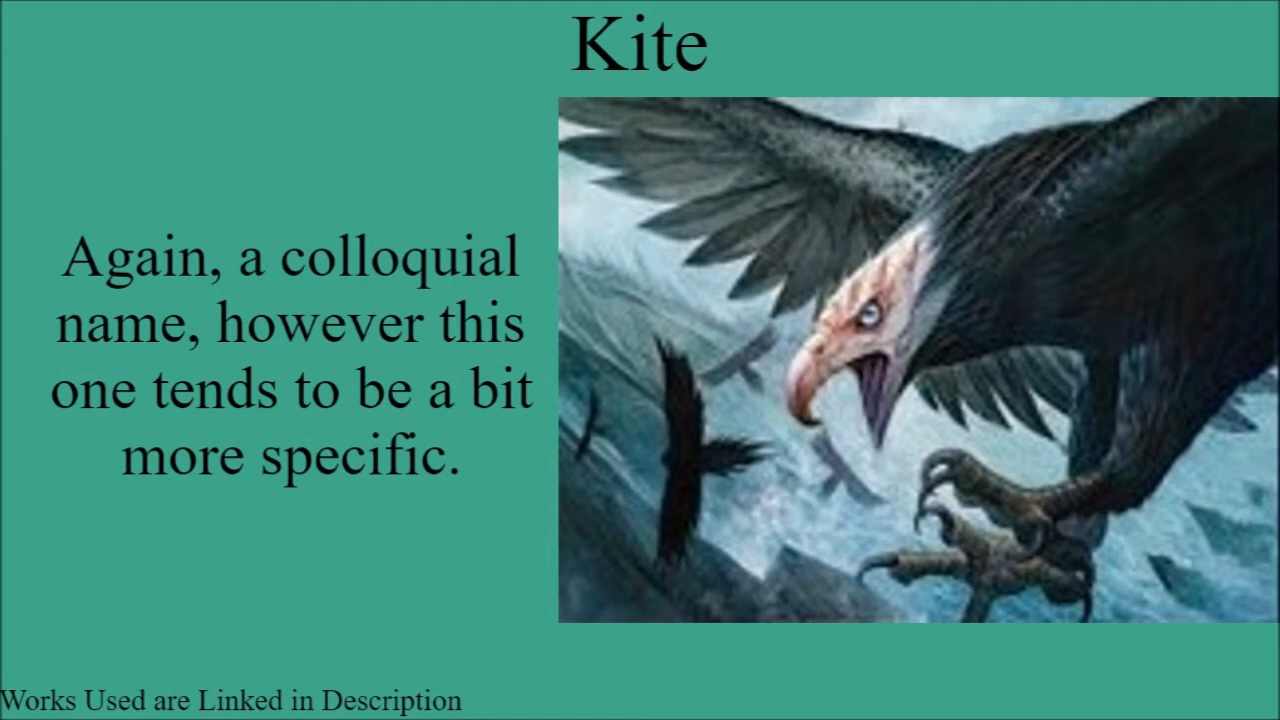 Kite
Again, a colloquial
name, however this
one tends to be a bit
more specific.
Works Used are Linked in Description